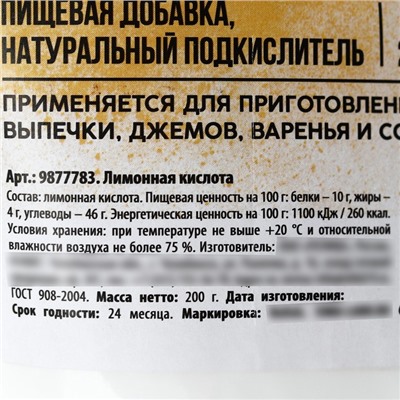 ПИЩЕВАЯ ДОБАВКА,
НАТУРАЛЬНЫЙ ПОДКИСЛИТЕЛЬ
ПРИМЕНЯЕТСЯ ДЛЯ
ВЫПЕЧКИ, ДЖЕМОВ, ВАРЕНЬЯ И
Арт.: 9877783. Лимонная кислота
Состав: лимонная кислота. Пищевая ценность на 100 г: белки – 10 г, жиры –
4 г, углеводы – 46 г. Энергетическая ценность на 100 г: 1100 кДж / 260 ккал.
Условия хранения: при температуре не выше +20 °C и относительной
влажности воздуха не более 75 %. Изготовитель:
ГОСТ 908-2004. Масса нетто: 200 г. Дата изготовления:
Срок годности: 24 месяца. Маркировка: